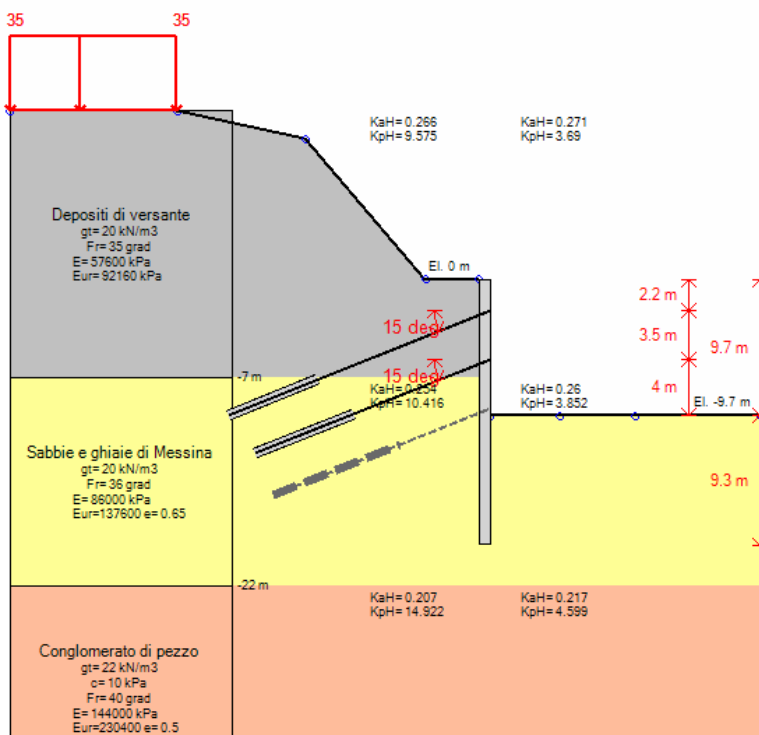 35
35
KaH= 0.266
KpH= 9.575
KaH= 0.271
KpH= 3.69
Depositi di versante
gt= 20 kN/m3
Fr= 35 grad
E= 57600 kPa
Eur= 92160 kPa
El. 0 m
2.2 m
15 deg
3.5 m
9.7 m
15 deg
-7 m
4 m
KaH= 0.254
KpH= 10.416
KaH= 0.26
KpH= 3.852
El. -9.7 m
Sabbie e ghiaie di Messina
gt= 20 kN/m3
Fr= 36 grad
E= 86000 kPa
Eur=137600 e= 0.65
9.3 m
-22 m
KaH= 0.207
KpH= 14.922
KaH= 0.217
KpH= 4.599
Conglomerato di pezzo
gt= 22 kN/m3
c= 10 kPa
Fr= 40 grad
E= 144000 kPa
Eur=230400 e= 0.5